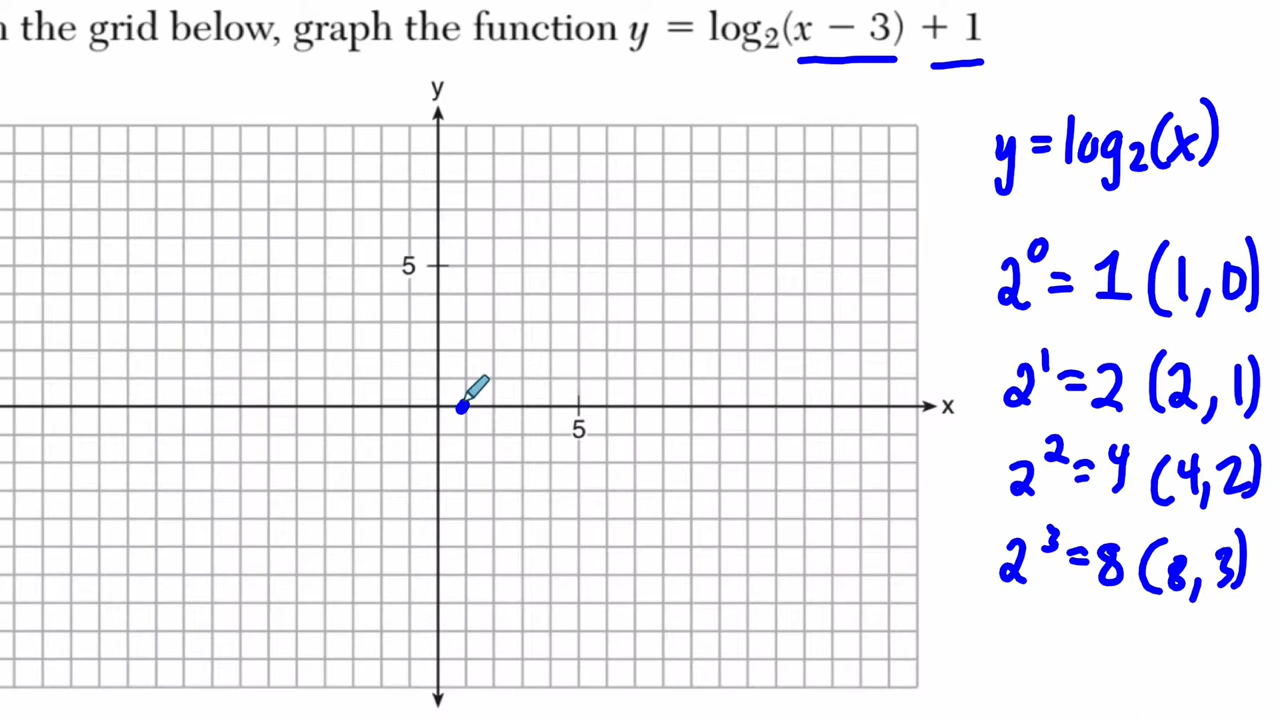 the grid below, graph the function y = log₂(x − 3) + 1
y
5
5
x
y = log₂(x)
2⁰ = 1 (1, 0)
2¹ = 2 (2, 1)
2² = 4 (4, 2)
2³ = 8 (8, 3)